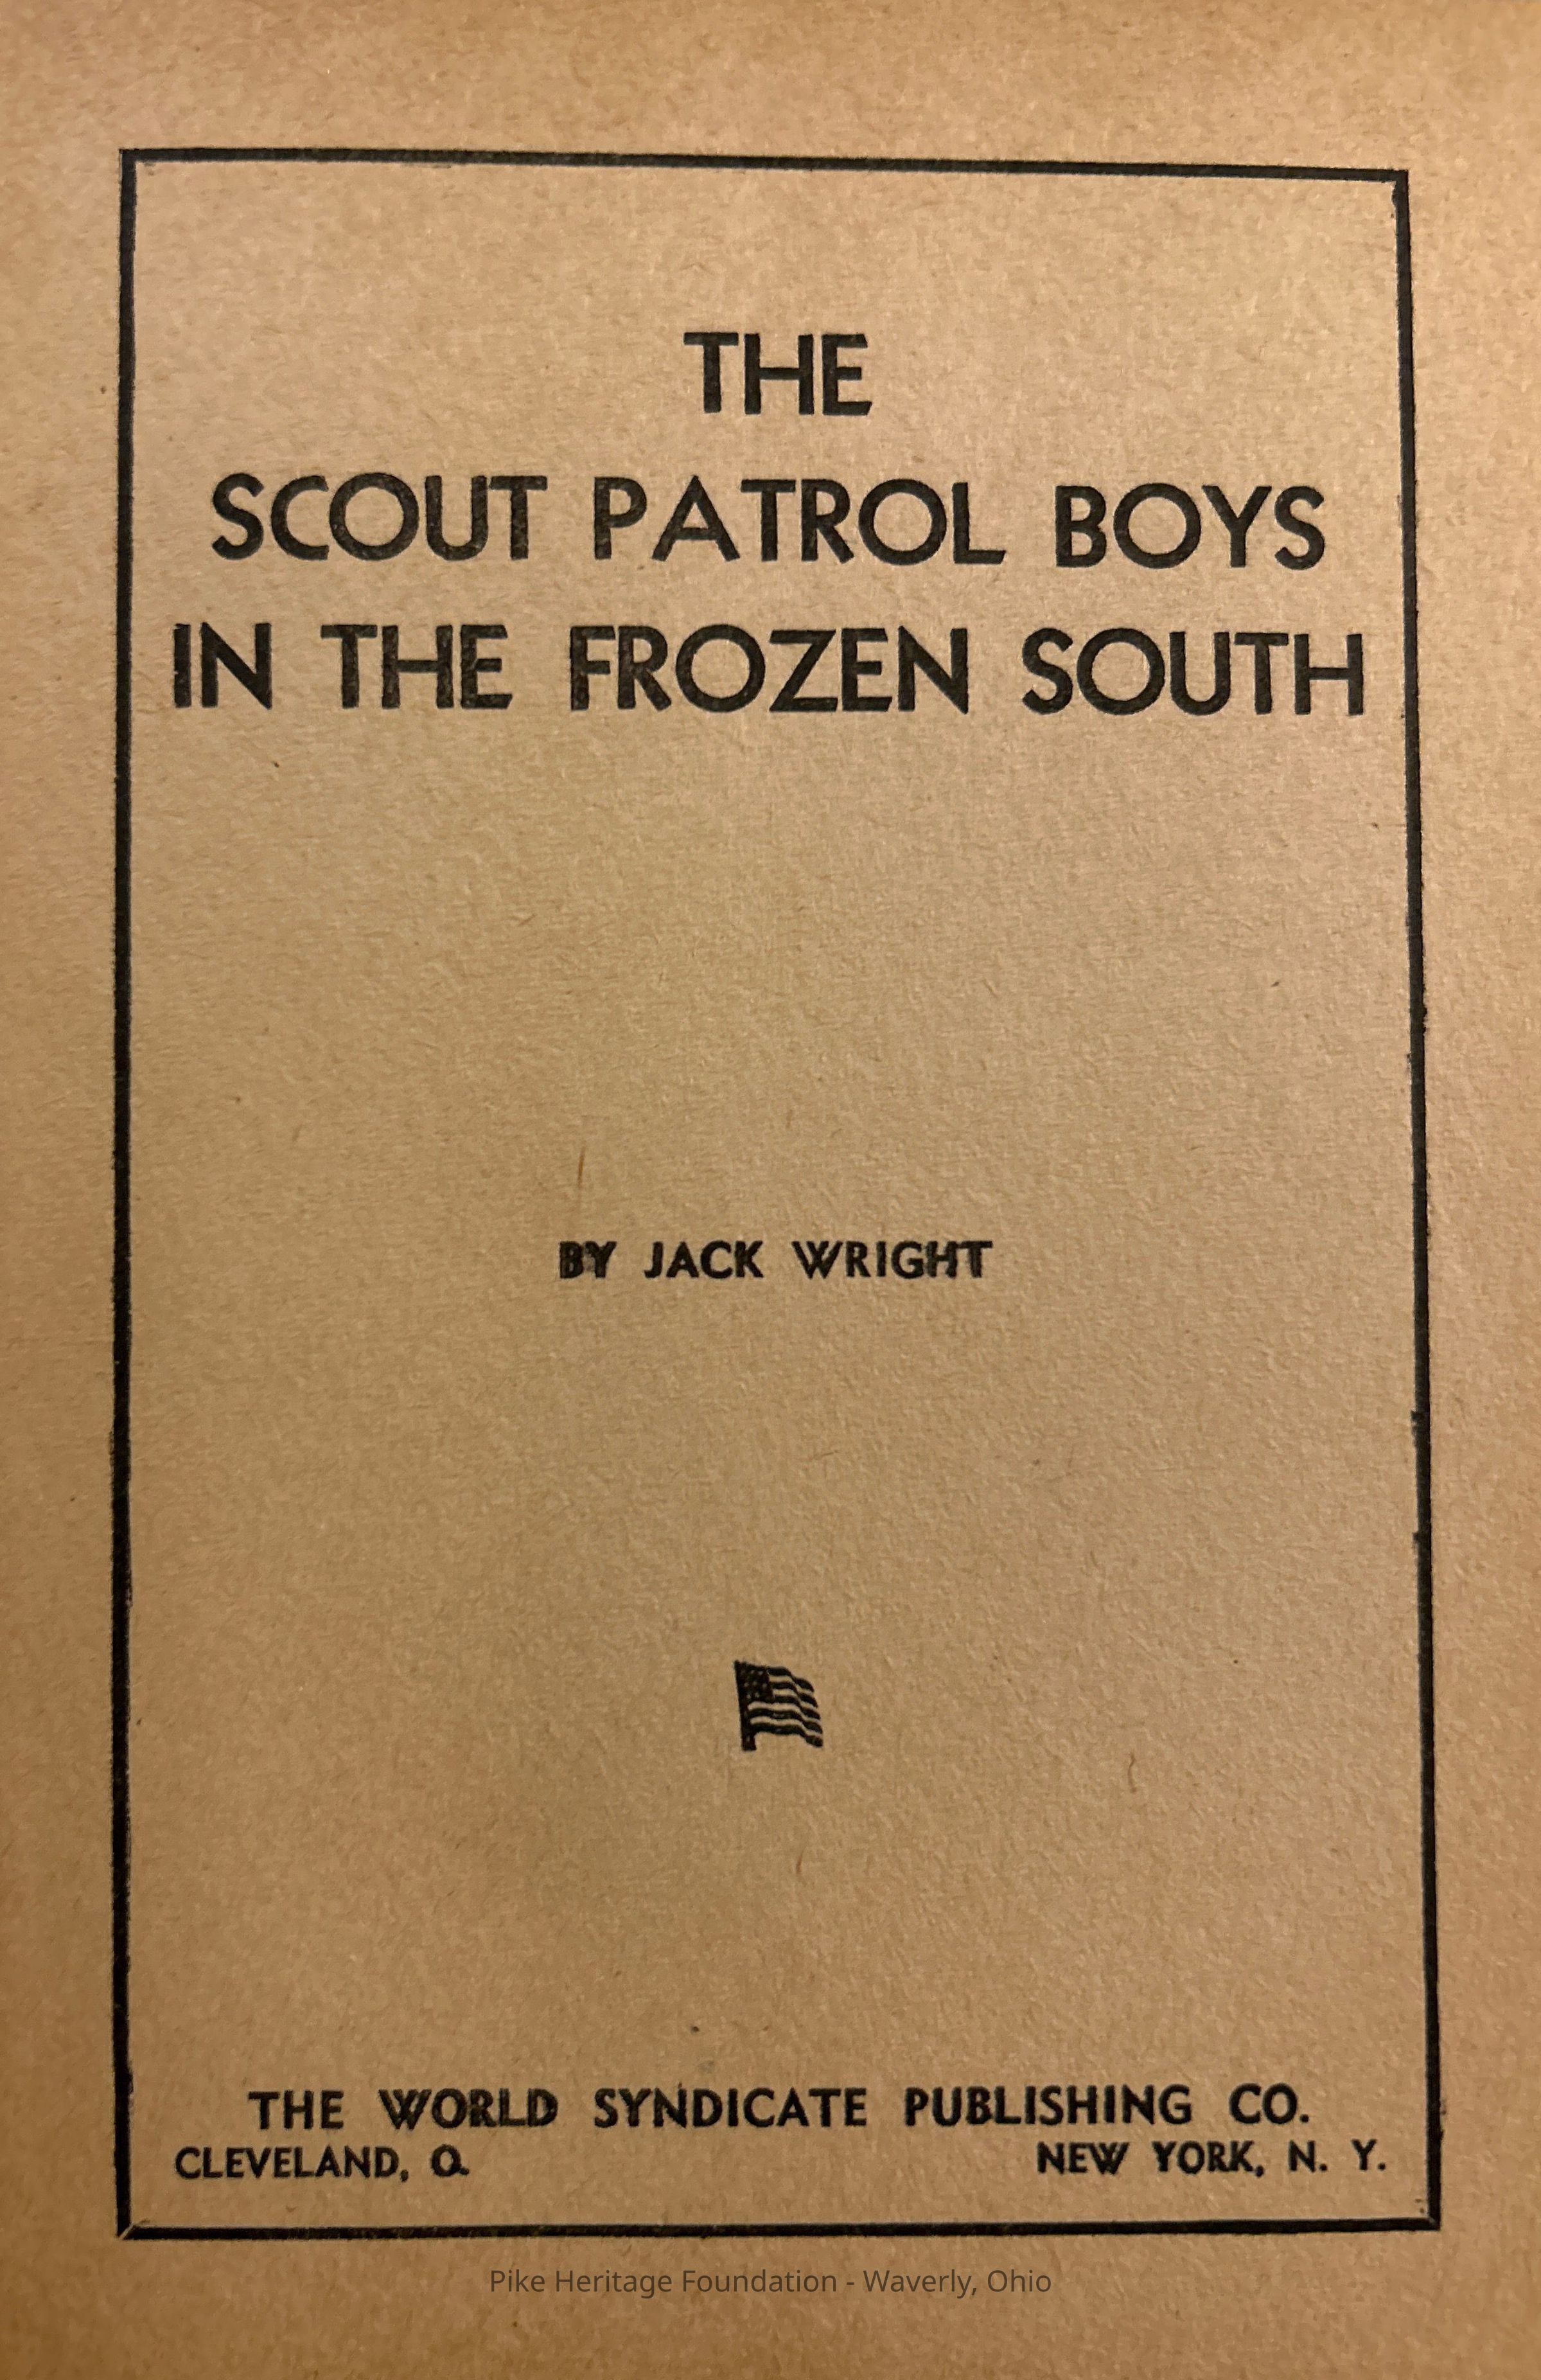 THE
SCOUT PATROL BOYS
IN THE FROZEN SOUTH
BY JACK WRIGHT
THE WORLD SYNDICATE PUBLISHING CO.
CLEVELAND, O. NEW YORK, N. Y.
Pike Heritage Foundation - Waverly, Ohio